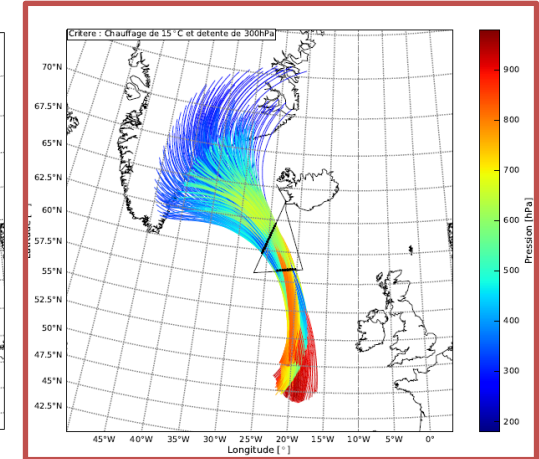 Critere : Chauffage de 15°C et detente de 300hPa
70°N
67.5°N
65°N
62.5°N
60°N
57.5°N
55°N
52.5°N
50°N
47.5°N
45°N
42.5°N
45°W 40°W 35°W 30°W 25°W 20°W 15°W 10°W 5°W 0°
Longitude [°]
900
800
700
600
500
400
300
200
Pression [hPa]